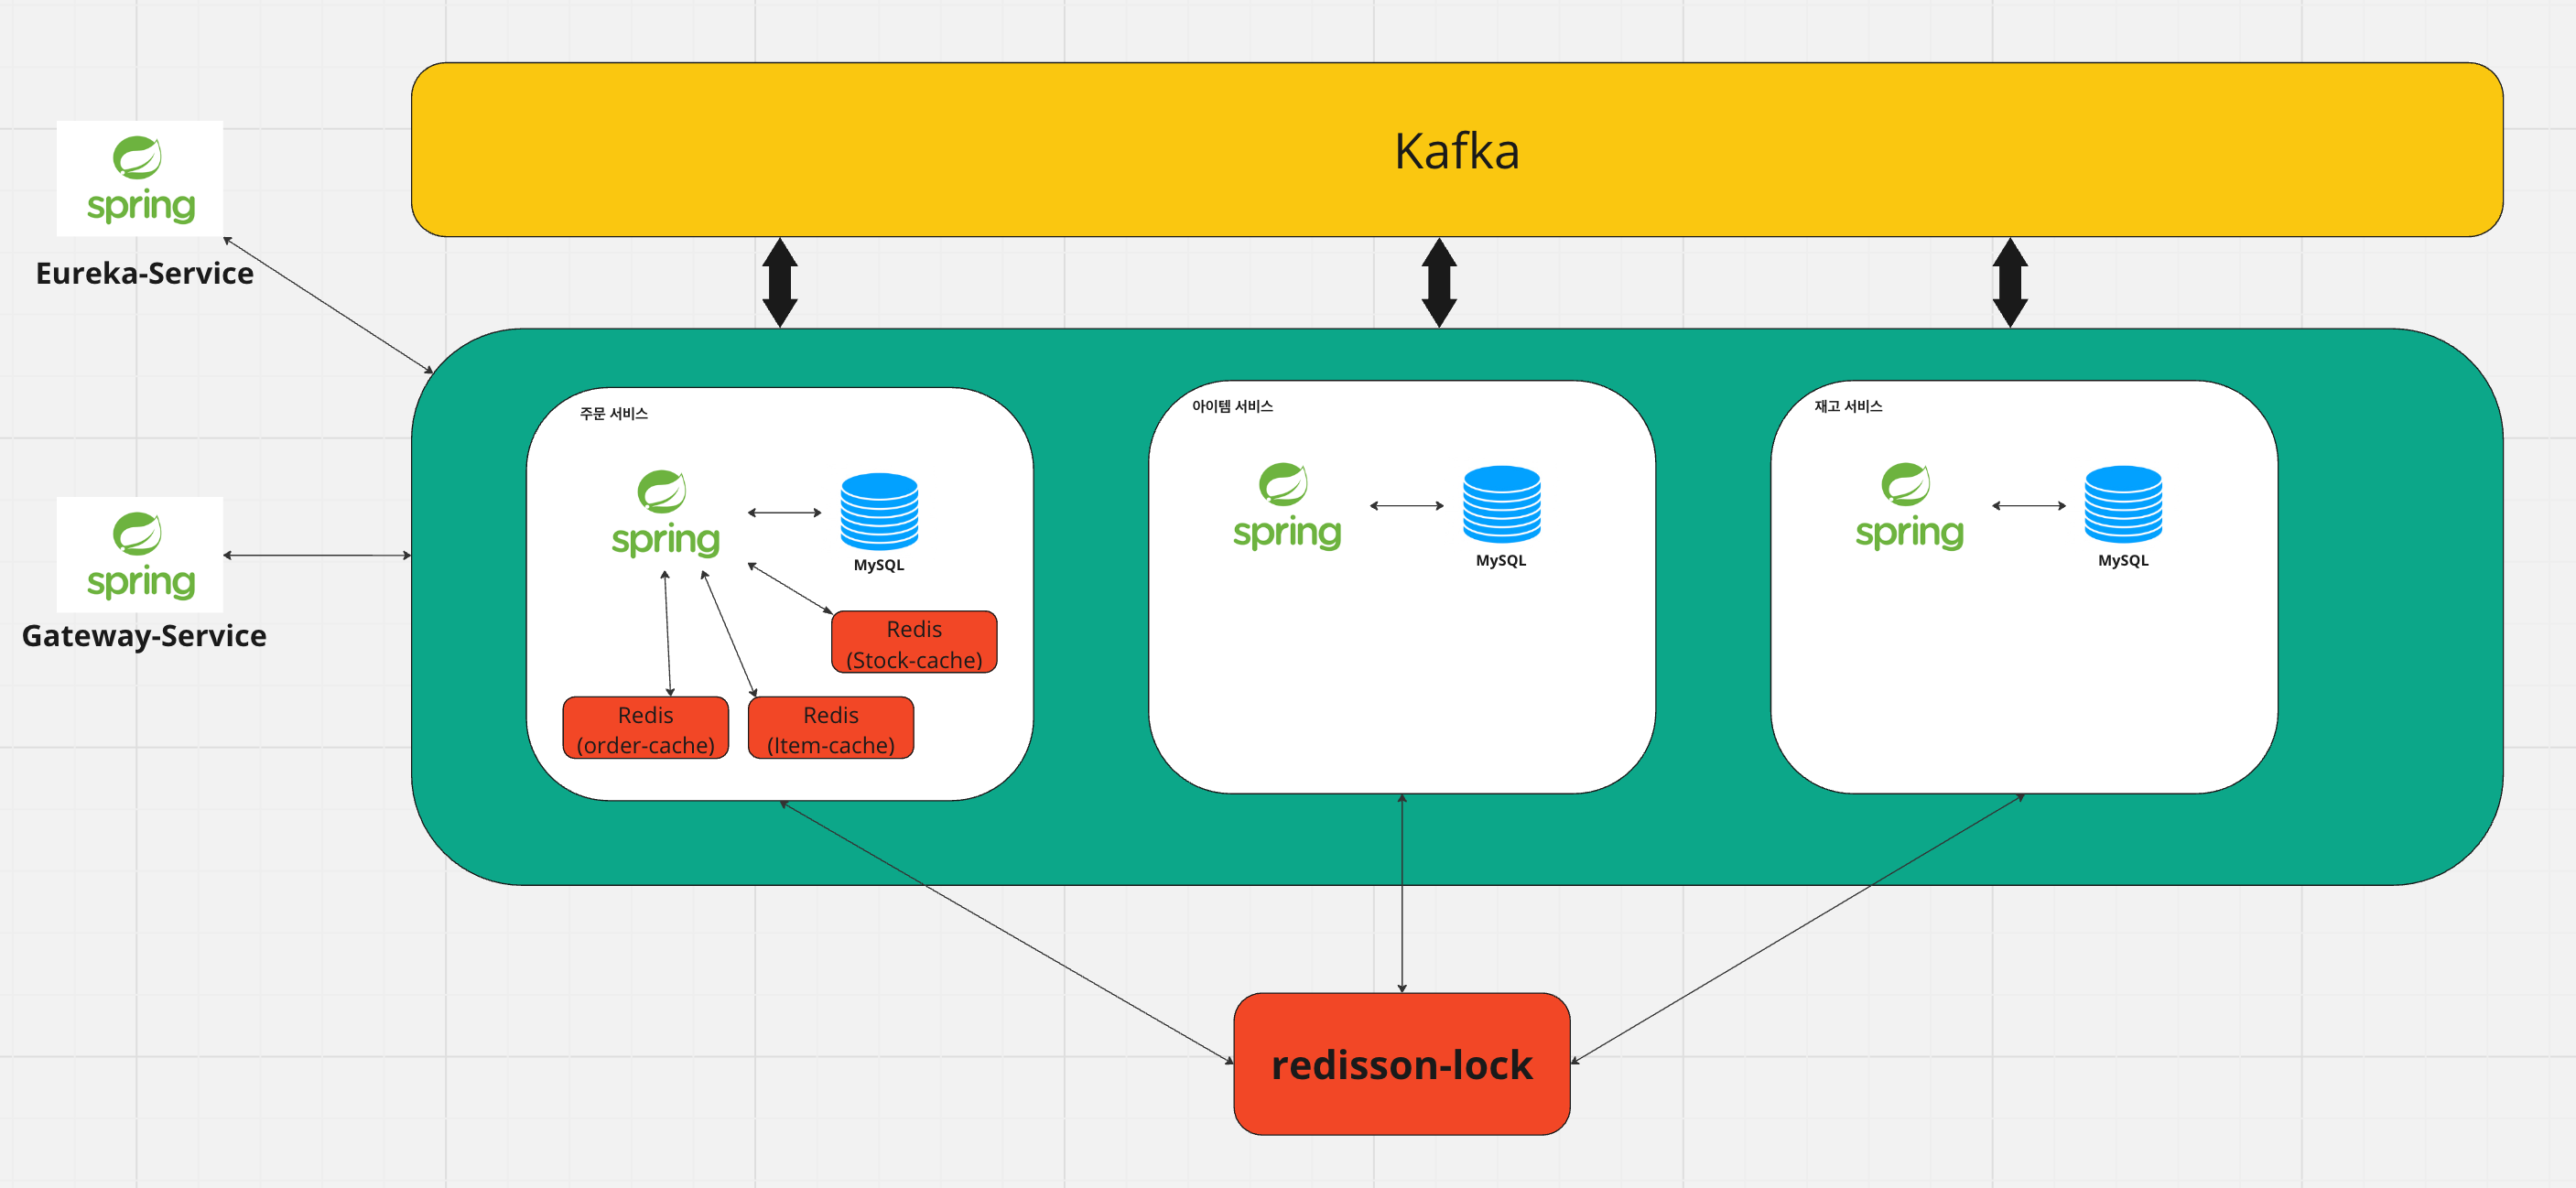 Kafka
spring
Eureka-Service
spring
Gateway-Service
주문 서비스
spring
MySQL
Redis
(Stock-cache)
Redis
(order-cache)
Redis
(Item-cache)
아이템 서비스
spring
MySQL
재고 서비스
spring
MySQL
redisson-lock